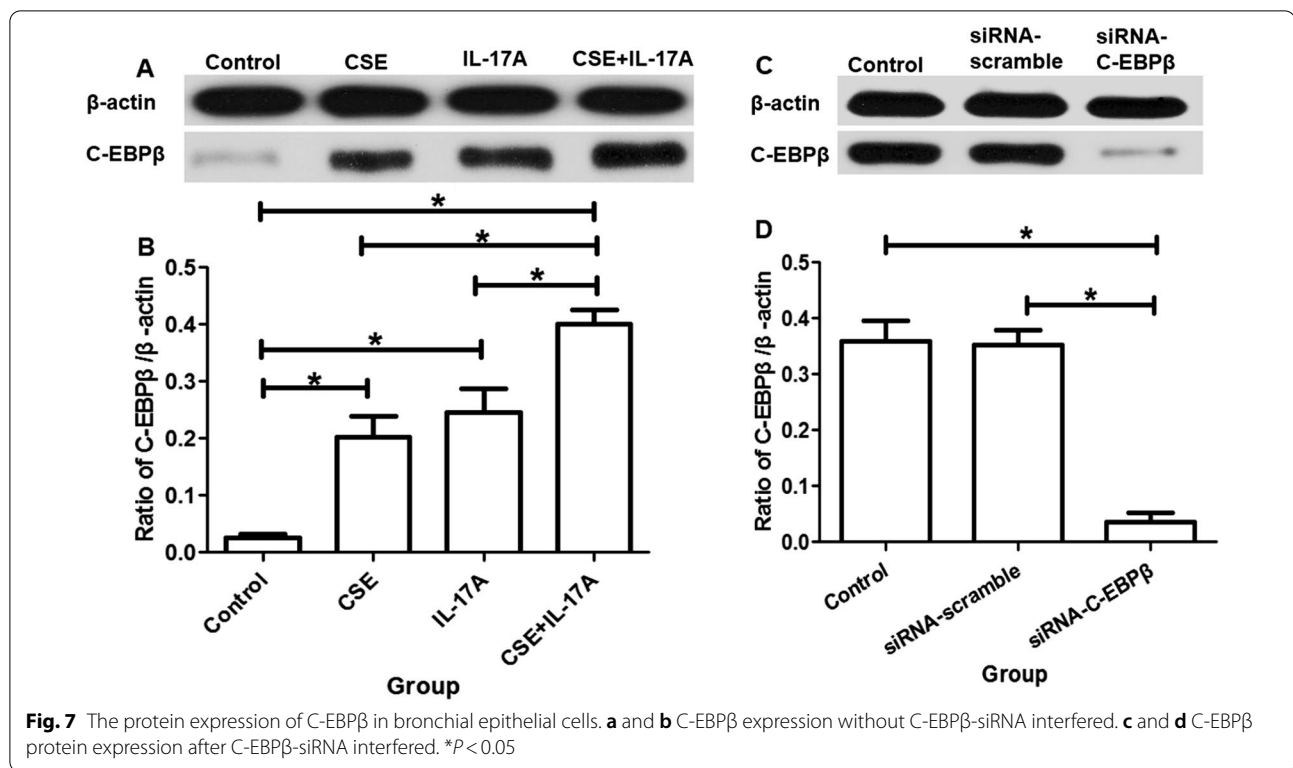 A
Control CSE IL-17A CSE+IL-17A
β-actin
C-EBPβ
*
*
*
*
*
B
Ratio of C-EBPβ /β -actin
0.5
0.4
0.3
0.2
0.1
0.0
Control
CSE
IL-17A
CSE+IL-17A
Group
C
Control siRNA-scramble siRNA-C-EBPβ
β-actin
C-EBPβ
D
*
*
Ratio of C-EBPβ /β -actin
0.5
0.4
0.3
0.2
0.1
0.0
Control
siRNA-scramble
siRNA-C-EBPβ
Group
Fig. 7 The protein expression of C-EBPβ in bronchial epithelial cells. a and b C-EBPβ expression without C-EBPβ-siRNA interfered. c and d C-EBPβ
protein expression after C-EBPβ-siRNA interfered. *P < 0.05